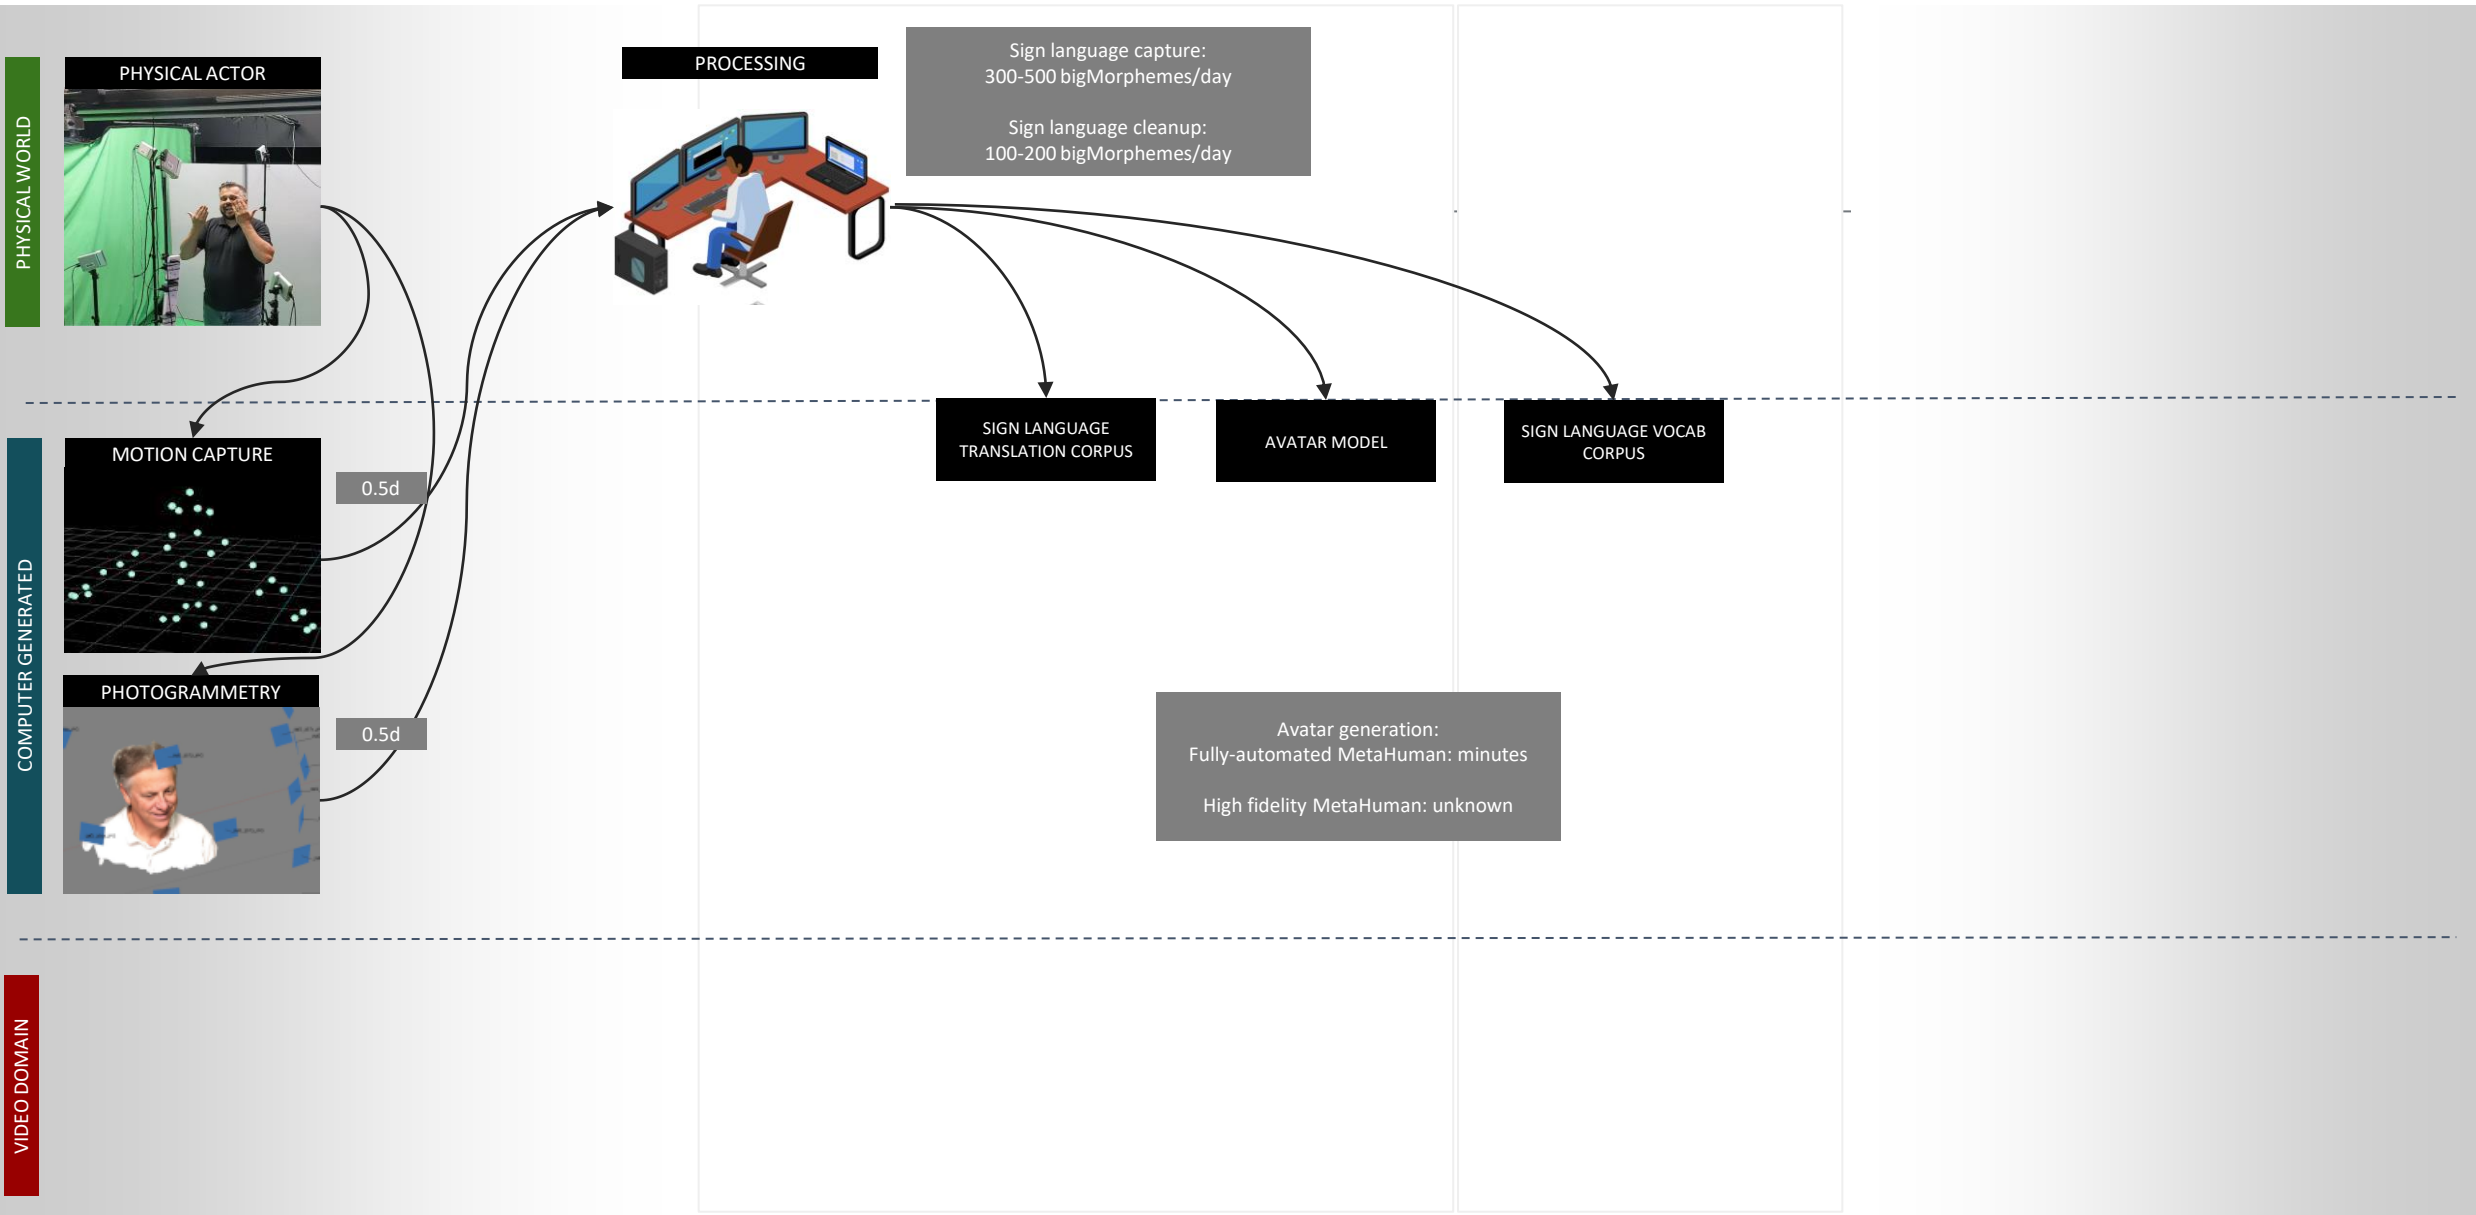 PHYSICAL WORLD
PHYSICAL ACTOR
PROCESSING
Sign language capture:
300-500 bigMorphemes/day
Sign language cleanup:
100-200 bigMorphemes/day
COMPUTER GENERATED
MOTION CAPTURE
0.5d
SIGN LANGUAGE
TRANSLATION CORPUS
AVATAR MODEL
SIGN LANGUAGE VOCAB
CORPUS
PHOTOGRAMMETRY
0.5d
Avatar generation:
Fully-automated MetaHuman: minutes
High fidelity MetaHuman: unknown
VIDEO DOMAIN